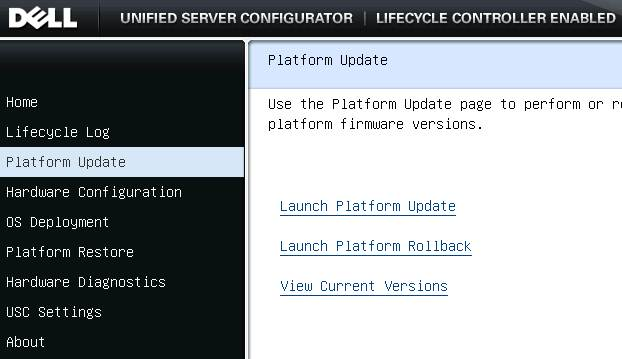 DELL UNIFIED SERVER CONFIGURATOR | LIFECYCLE CONTROLLER ENABLED
Platform Update
Use the Platform Update page to perform or
platform firmware versions.
Home
Lifecycle Log
Platform Update
Hardware Configuration
OS Deployment
Platform Restore
Hardware Diagnostics
USC Settings
About
Launch Platform Update
Launch Platform Rollback
View Current Versions